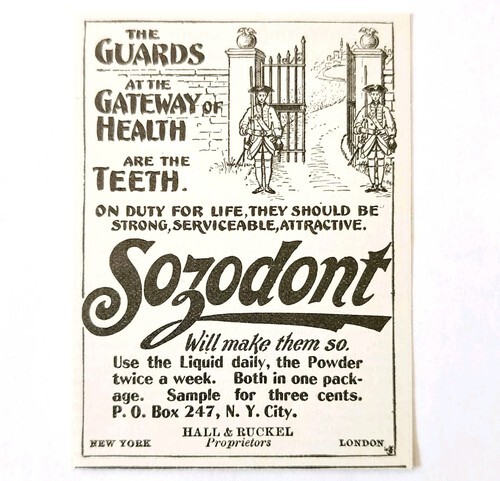 THE
GUARDS
AT THE
GATEWAY OF
HEALTH
ARE THE
TEETH.
ON DUTY FOR LIFE, THEY SHOULD BE
STRONG, SERVICEABLE, ATTRACTIVE.
Sozodont
Will make them so.
Use the Liquid daily, the Powder
twice a week. Both in one pack-
age. Sample for three cents.
P. O. Box 247, N. Y. City.
HALL & RUCKEL
NEW YORK Proprietors LONDON